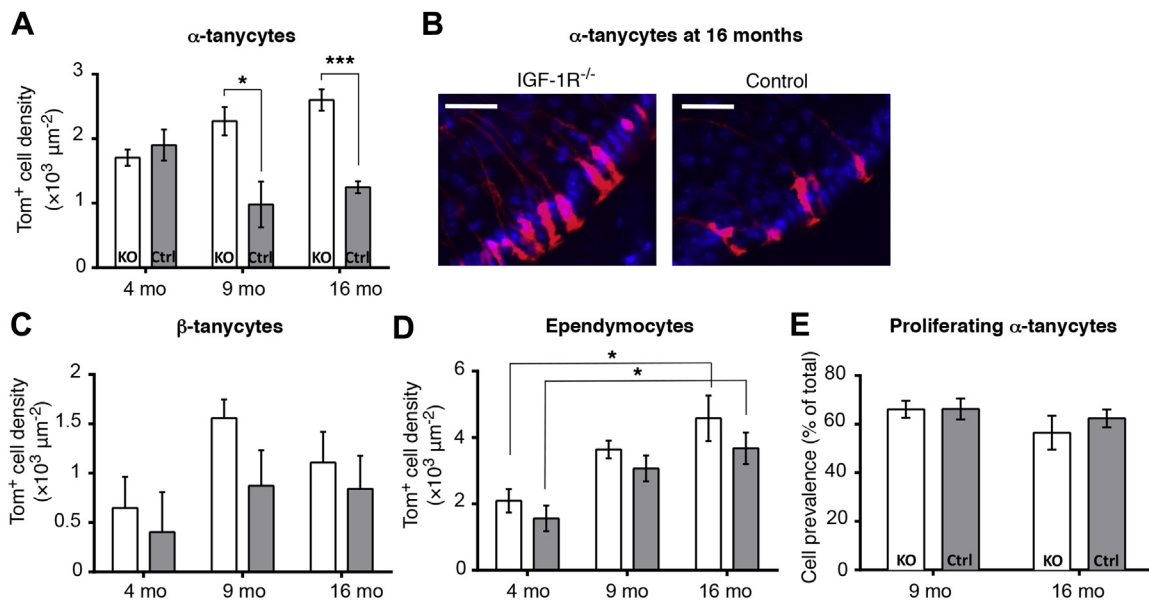 A
α-tanycytes
Tom⁺ cell density
(×10³ μm⁻²)
3
2
1
0
*
***
KO
Ctrl
KO
Ctrl
KO
Ctrl
4 mo
9 mo
16 mo
B
α-tanycytes at 16 months
IGF-1R⁻/⁻
Control
C
β-tanycytes
Tom⁺ cell density
(×10³ μm⁻²)
2
1.5
1
0.5
0
4 mo
9 mo
16 mo
D
Ependymocytes
Tom⁺ cell density
(×10³ μm⁻²)
6
4
2
0
*
*
4 mo
9 mo
16 mo
E
Proliferating α-tanycytes
Cell prevalence (% of total)
80
60
40
20
0
KO
Ctrl
KO
Ctrl
9 mo
16 mo